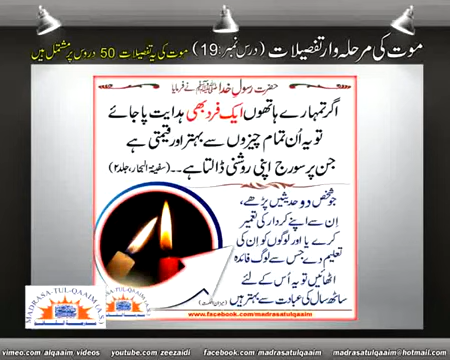 موت کی مرحلہ وار تفصیلات (درس نمبر: 19) موت کی یہ تفصیلات 50 دروس پر مشتمل ہیں
حضرت رسول خدا ﷺ نے فرمایا
اگر تمہارے ہاتھوں ایک فرد بھی ہدایت پا جائے
تو یہ اُن تمام چیزوں سے بہتر اور قیمتی ہے
جن پر سورج اپنی روشنی ڈالتا ہے۔۔(سفینۃ البحار، جلد ۲)
جو شخص دو حدیثیں پڑھے،
اِن سے اپنے کردار کی تعمیر
کرے یا اور لوگوں کو اِن کی
تعلیم دے جس سے لوگ فائدہ
اٹھائیں تو یہ اُس کے لئے
ساٹھ سال کی عبادت سے بہتر ہیں
www.facebook.com/madrasatulqaaim
MADRASA-TUL-QAAIM (A.S)
vimeo.com alqaaim videos youtube.com zeezaidi facebook.com madrasatulqaaim madrasatulqaaim@hotmail.com